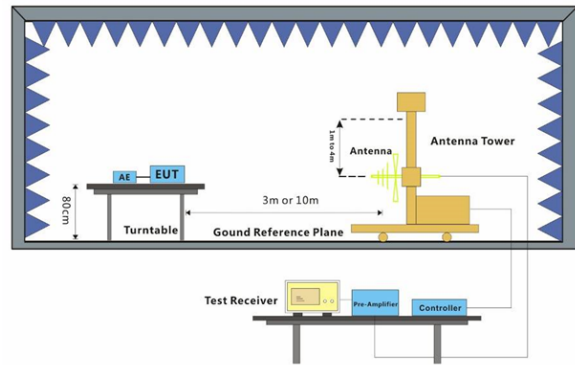 1m to 4m
Antenna Tower
Antenna
AE
EUT
3m or 10m
80cm
Turntable
Gound Reference Plane
Test Receiver
Pre-Amplifier
Controller